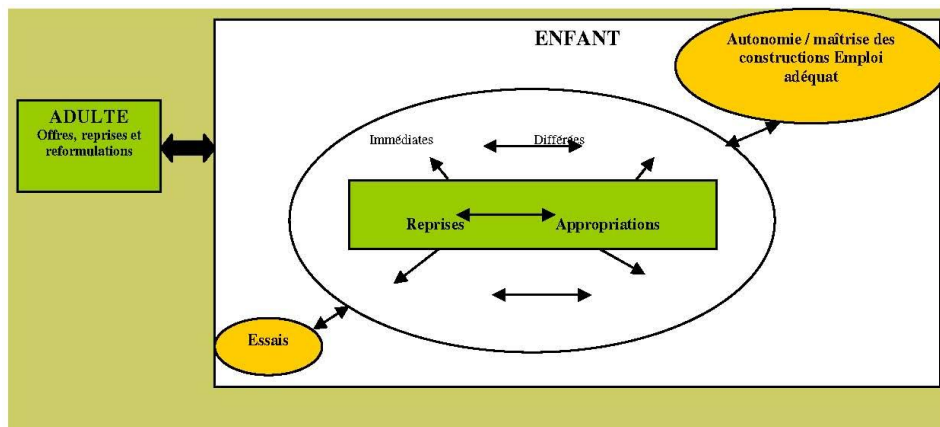 ENFANT
Autonomie / maîtrise des
constructions Emploi
adéquat
ADULTE
Offres, reprises et
reformulations
Immédiates
Différées
Reprises
Appropriations
Essais